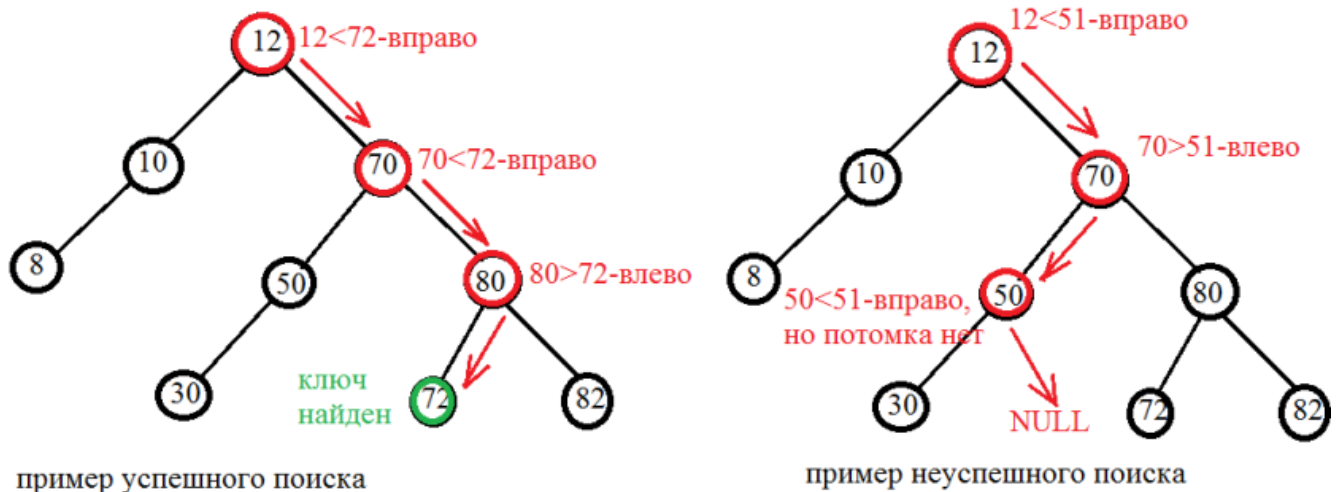 12
12<72-вправо
10
70
70<72-вправо
8
50
80
80>72-влево
30
ключ
найден
72
82
пример успешного поиска
12<51-вправо
12
10
70
70>51-влево
8
50
80
50<51-вправо,
но потомка нет
30
NULL
72
82
пример неуспешного поиска